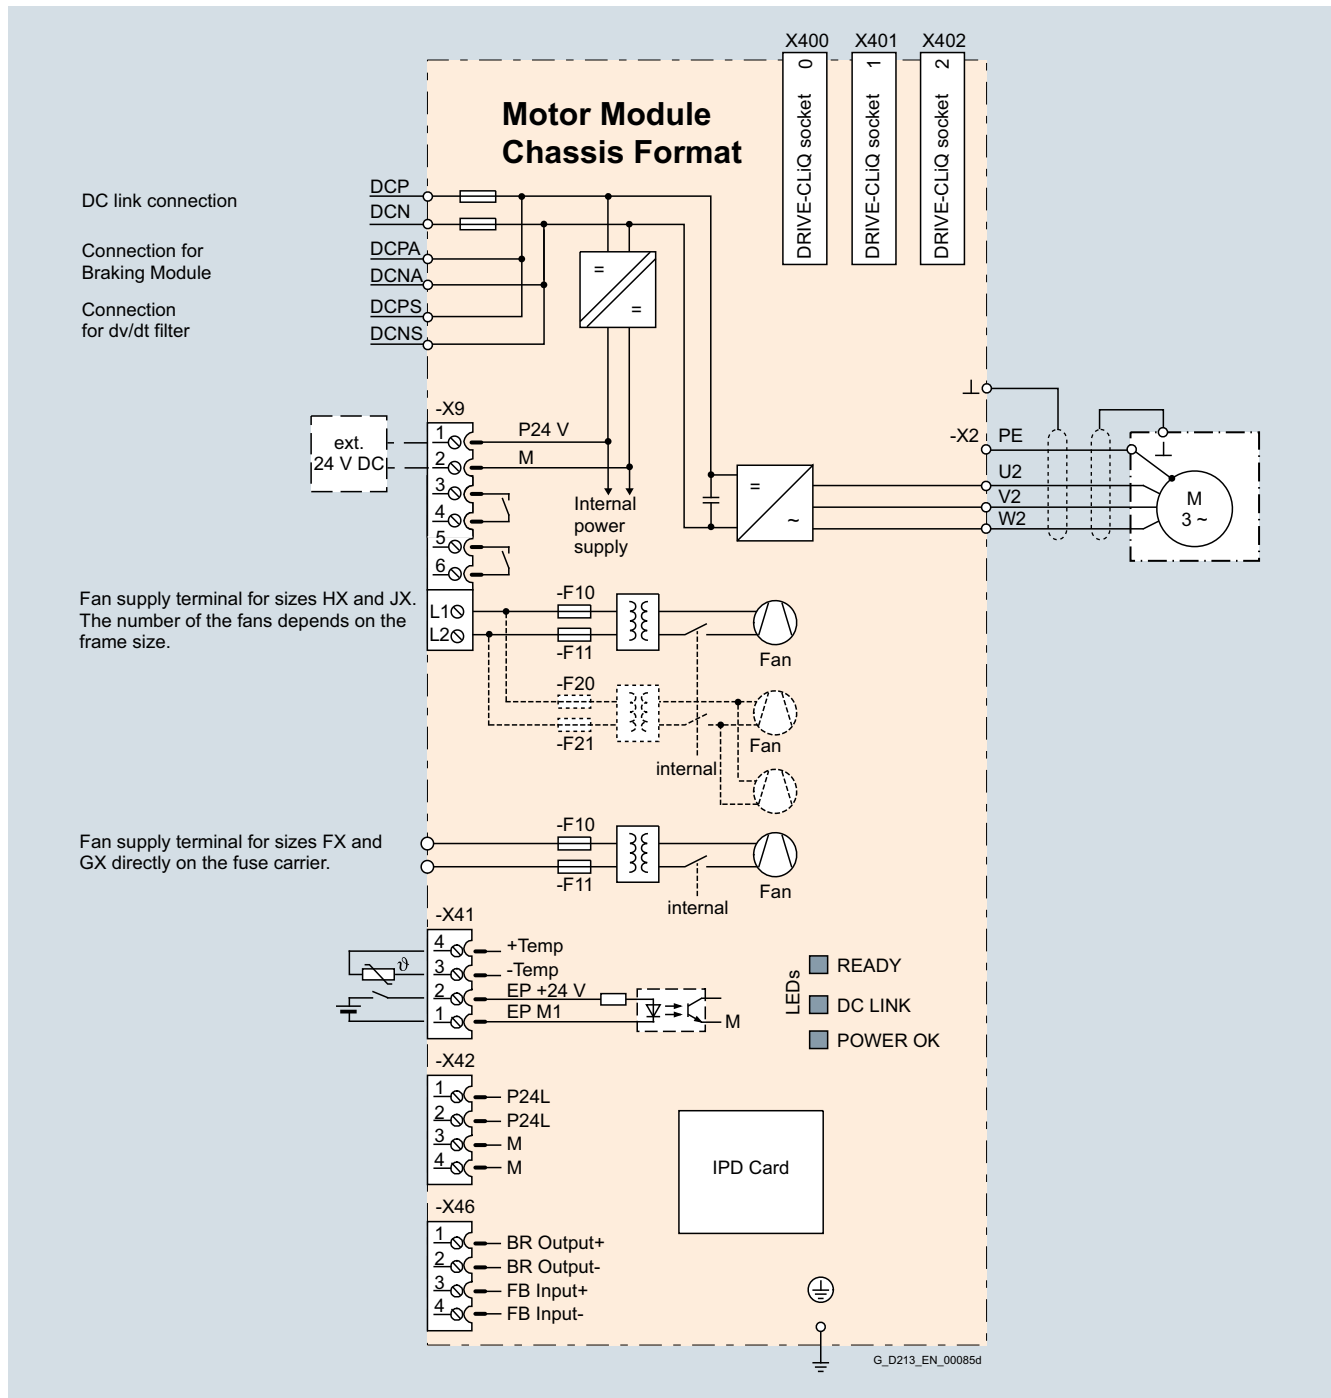 X400 X401 X402
DRIVE-CLiQ socket 0
DRIVE-CLiQ socket 1
DRIVE-CLiQ socket 2
Motor Module
Chassis Format
DC link connection
DCP
DCN
Connection for
Braking Module
DCPA
DCNA
Connection
for dv/dt filter
DCPS
DCNS
=
=
-X9
ext.
24 V DC
1
2
3
4
5
6
P24 V
M
Internal
power
supply
=
~
⊥
-X2 PE
U2
V2
W2
⊥
M
3 ~
Fan supply terminal for sizes HX and JX.
The number of the fans depends on the
frame size.
L1
L2
-F10
-F11
Fan
-F20
-F21
Fan
internal
Fan supply terminal for sizes FX and
GX directly on the fuse carrier.
-F10
-F11
Fan
internal
-X41
ϑ
4 +Temp
3 -Temp
2 EP +24 V
1 EP M1
M
LEDs
READY
DC LINK
POWER OK
-X42
1 P24L
2 P24L
3 M
4 M
IPD Card
-X46
1 BR Output+
2 BR Output-
3 FB Input+
4 FB Input-
G_D213_EN_00085d